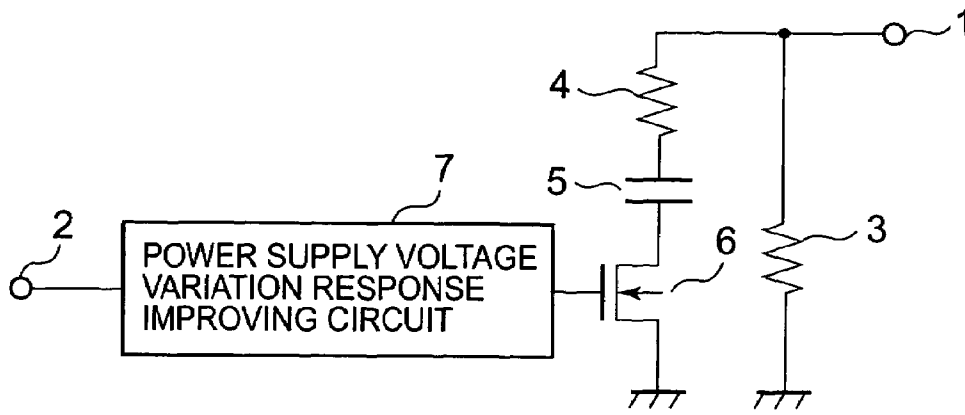 1
4
5
7
2
POWER SUPPLY VOLTAGE
VARIATION RESPONSE
IMPROVING CIRCUIT
6
3